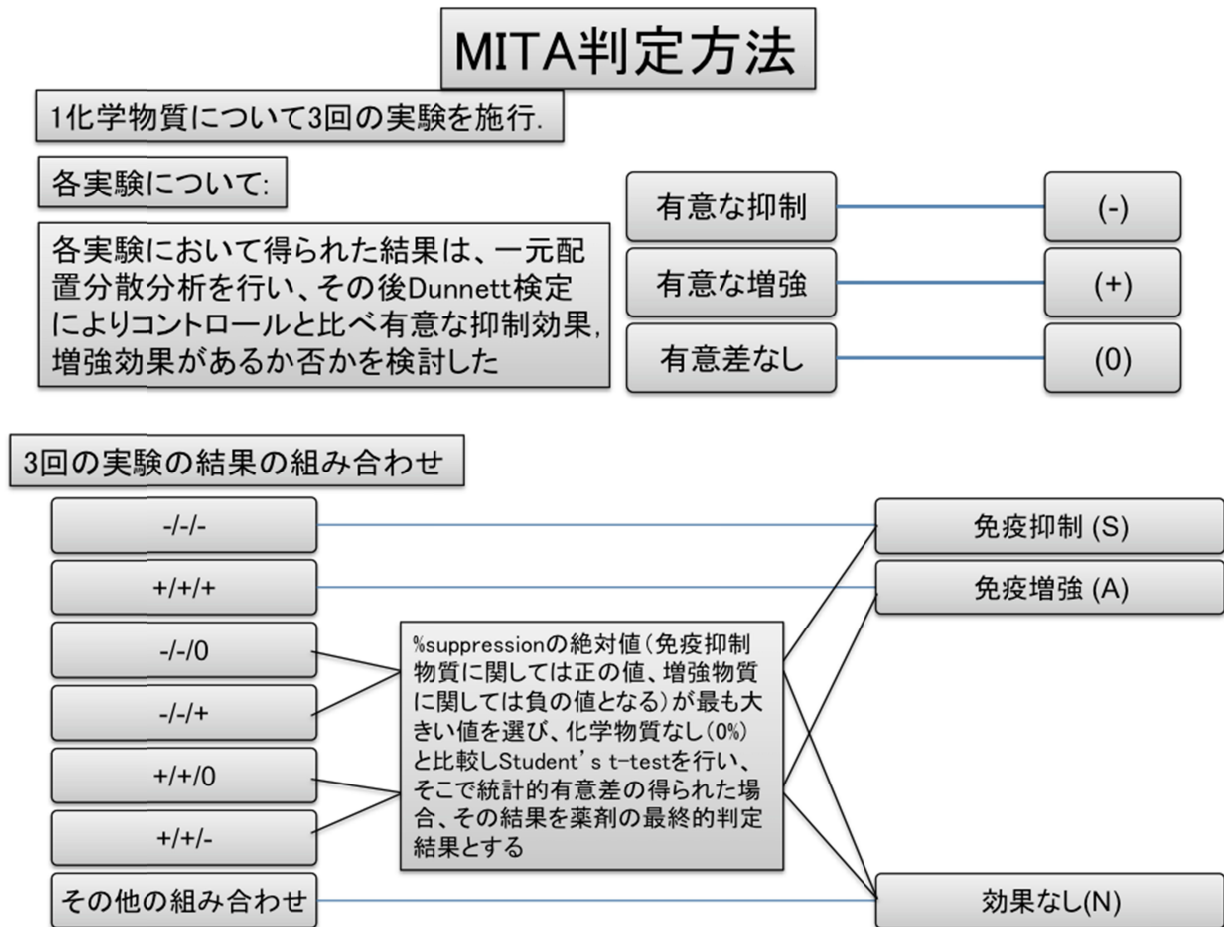 MITA判定方法
1化学物質について3回の実験を施行.
各実験について:
各実験において得られた結果は、一元配
置分散分析を行い、その後Dunnett検定
によりコントロールと比べ有意な抑制効果,
増強効果があるか否かを検討した
有意な抑制
(-)
有意な増強
(+)
有意差なし
(0)
3回の実験の結果の組み合わせ
-/-/-
+/+/+
-/-/0
-/-/+
+/+/0
+/+/-
その他の組み合わせ
%suppressionの絶対値(免疫抑制
物質に関しては正の値、増強物質
に関しては負の値となる)が最も大
きい値を選び、化学物質なし(0%)
と比較しStudent's t-testを行い、
そこで統計的有意差の得られた場
合、その結果を薬剤の最終的判定
結果とする
免疫抑制 (S)
免疫増強 (A)
効果なし(N)